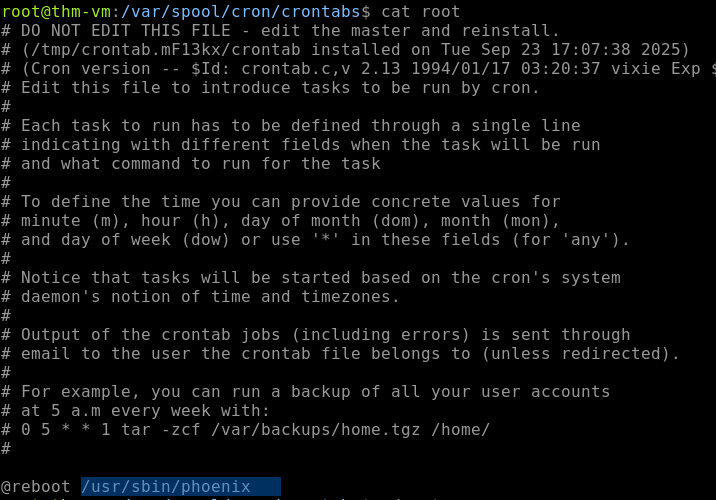 root@thm-vm:/var/spool/cron/crontabs$ cat root
# DO NOT EDIT THIS FILE - edit the master and reinstall.
# (/tmp/crontab.mF13kx/crontab installed on Tue Sep 23 17:07:38 2025)
# (Cron version -- $Id: crontab.c,v 2.13 1994/01/17 03:20:37 vixie Exp $
# Edit this file to introduce tasks to be run by cron.
#
# Each task to run has to be defined through a single line
# indicating with different fields when the task will be run
# and what command to run for the task
#
# To define the time you can provide concrete values for
# minute (m), hour (h), day of month (dom), month (mon),
# and day of week (dow) or use '*' in these fields (for 'any').
#
# Notice that tasks will be started based on the cron's system
# daemon's notion of time and timezones.
#
# Output of the crontab jobs (including errors) is sent through
# email to the user the crontab file belongs to (unless redirected).
#
# For example, you can run a backup of all your user accounts
# at 5 a.m every week with:
# 0 5 * * 1 tar -zcf /var/backups/home.tgz /home/
#
@reboot /usr/sbin/phoenix